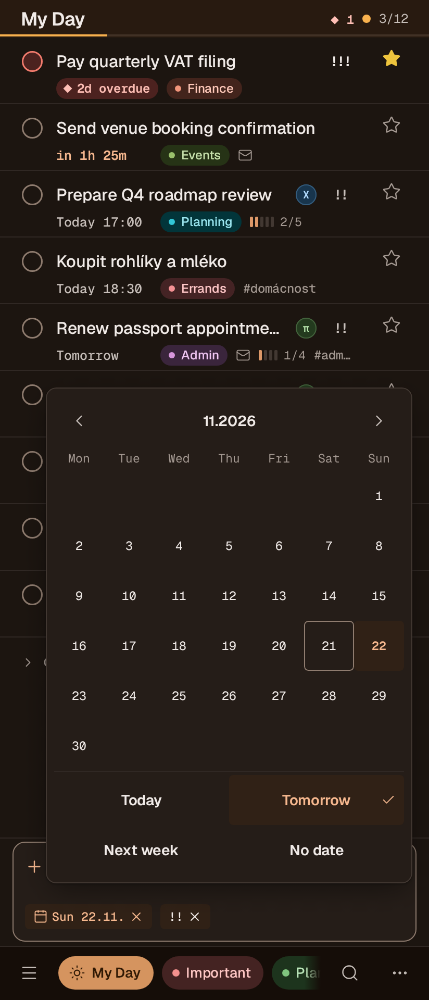 My Day ◆ 1 3/12
Pay quarterly VAT filing !!!
◆ 2d overdue Finance
Send venue booking confirmation
in 1h 25m Events
Prepare Q4 roadmap review X !!
Today 17:00 Planning 2/5
Koupit rohlíky a mléko
Today 18:30 Errands #domácnost
Renew passport appointme… π !!
Tomorrow Admin 1/4 #adm…
11.2026
Mon Tue Wed Thu Fri Sat Sun
1
2 3 4 5 6 7 8
9 10 11 12 13 14 15
16 17 18 19 20 21 22
23 24 25 26 27 28 29
30
Today Tomorrow
Next week No date
Sun 22.11. !!
My Day Important Pla